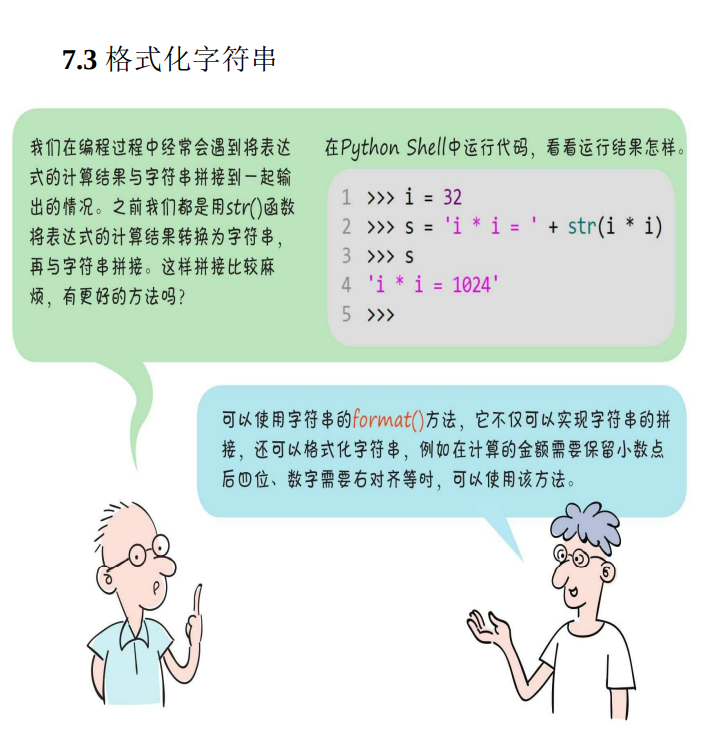 7.3 格式化字符串
我们在编程过程中经常会遇到将表达
式的计算结果与字符串拼接到一起输
出的情况。之前我们都是用str()函数
将表达式的计算结果转换为字符串，
再与字符串拼接。这样拼接比较麻
烦，有更好的方法吗？
在Python Shell中运行代码，看看运行结果怎样。
1 >>> i = 32
2 >>> s = 'i * i = ' + str(i * i)
3 >>> s
4 'i * i = 1024'
5 >>>
可以使用字符串的format()方法，它不仅可以实现字符串的拼
接，还可以格式化字符串，例如在计算的金额需要保留小数点
后四位、数字需要右对齐等时，可以使用该方法。